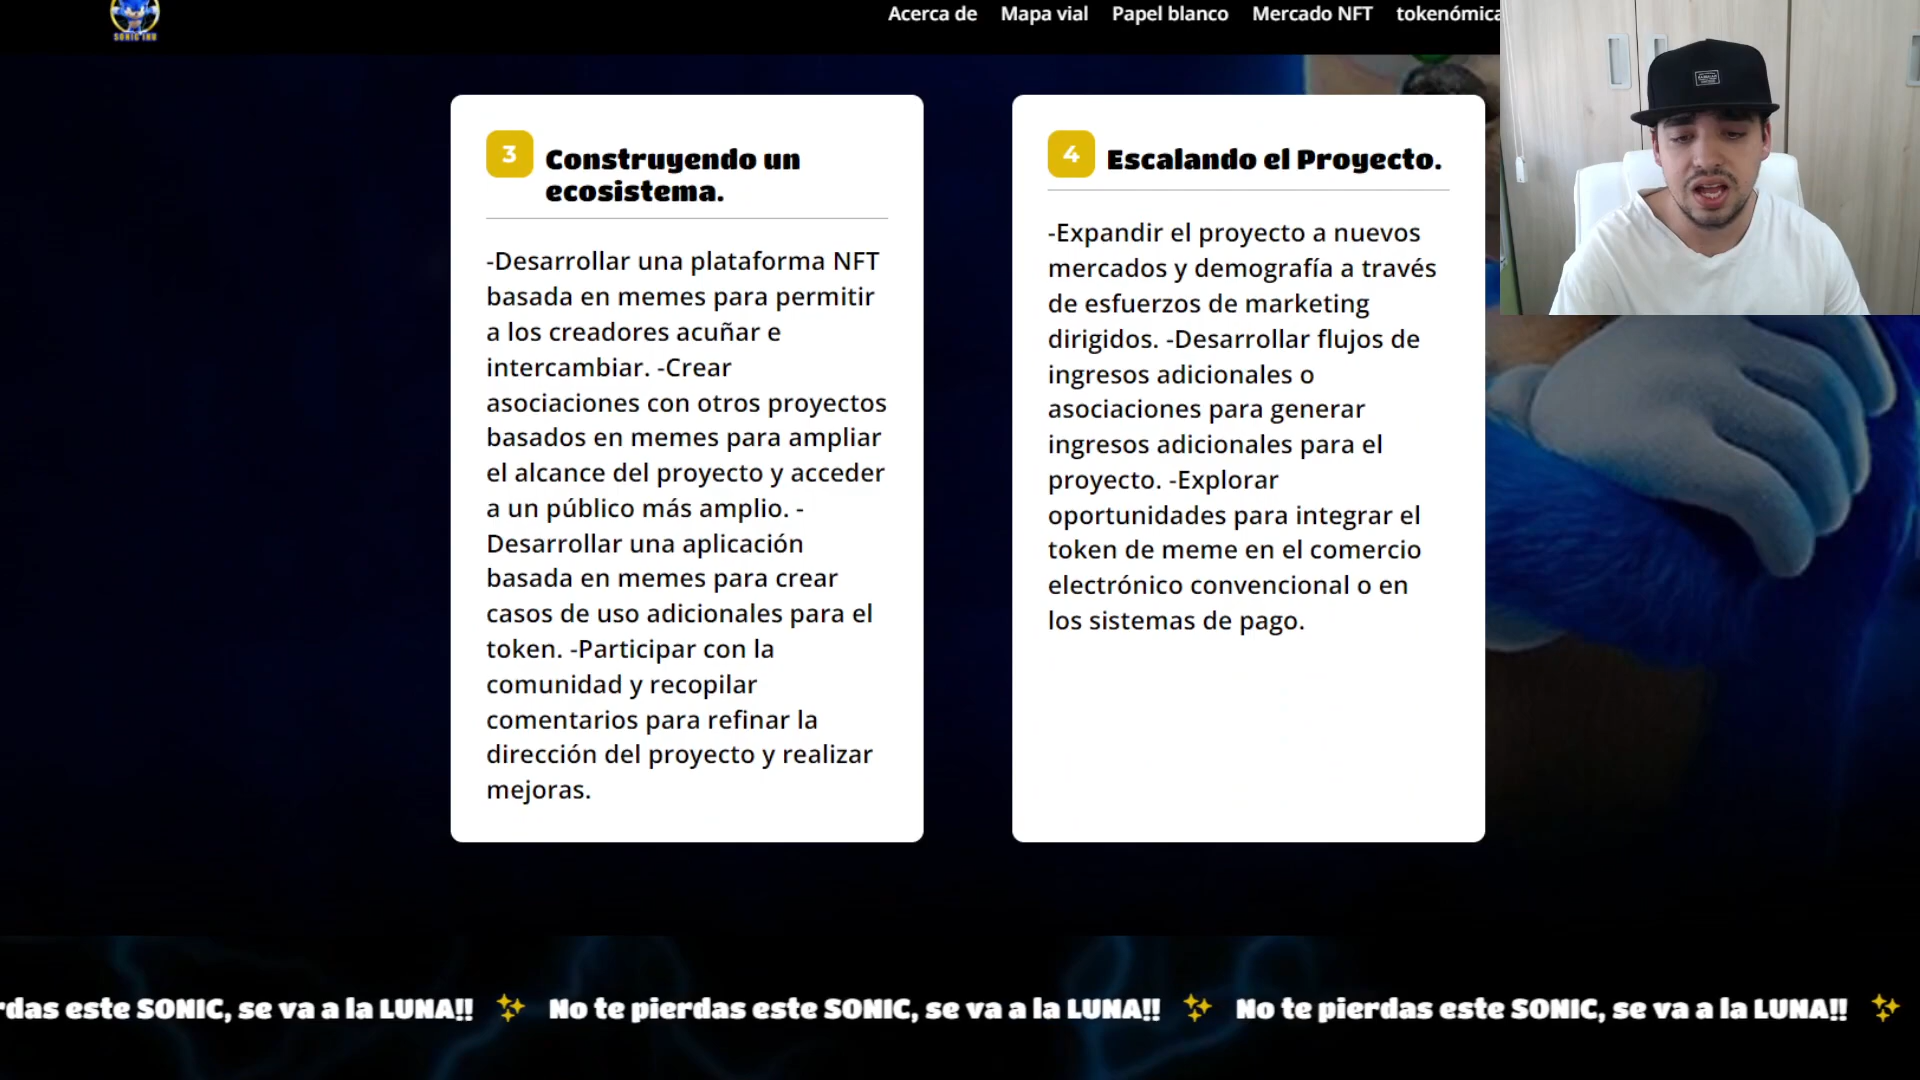 SONIC INU
Acerca de Mapa vial Papel blanco Mercado NFT tokenómica
3 Construyendo un
ecosistema.
-Desarrollar una plataforma NFT
basada en memes para permitir
a los creadores acuñar e
intercambiar. -Crear
asociaciones con otros proyectos
basados en memes para ampliar
el alcance del proyecto y acceder
a un público más amplio. -
Desarrollar una aplicación
basada en memes para crear
casos de uso adicionales para el
token. -Participar con la
comunidad y recopilar
comentarios para refinar la
dirección del proyecto y realizar
mejoras.
4 Escalando el Proyecto.
-Expandir el proyecto a nuevos
mercados y demografía a través
de esfuerzos de marketing
dirigidos. -Desarrollar flujos de
ingresos adicionales o
asociaciones para generar
ingresos adicionales para el
proyecto. -Explorar
oportunidades para integrar el
token de meme en el comercio
electrónico convencional o en
los sistemas de pago.
rdas este SONIC, se va a la LUNA!! No te pierdas este SONIC, se va a la LUNA!! No te pierdas este SONIC, se va a la LUNA!!